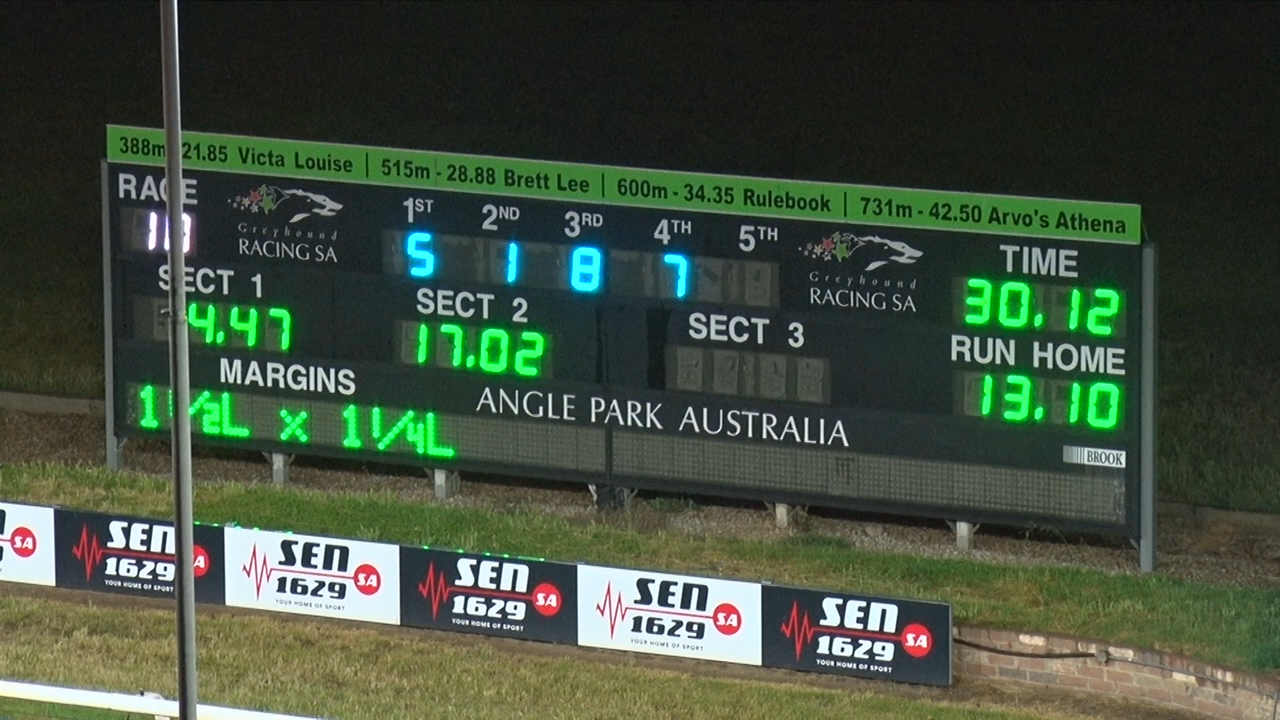 388m - 21.85 Victa Louise | 515m - 28.88 Brett Lee | 600m - 34.35 Rulebook | 731m - 42.50 Arvo's Athena
RACE
10
Greyhound
RACING SA
1ST 2ND 3RD 4TH 5TH
5 1 8 7
Greyhound
RACING SA
TIME
30.12
SECT 1
4.47
SECT 2
17.02
SECT 3
RUN HOME
13.10
MARGINS
1 1/2L x 1 1/4L
ANGLE PARK AUSTRALIA
BROOK
SA
SEN
1629
SA
YOUR HOME OF SPORT
SEN
1629
SA
YOUR HOME OF SPORT
SEN
1629
SA
YOUR HOME OF SPORT
SEN
1629
SA
YOUR HOME OF SPORT
SEN
1629
SA
YOUR HOME OF SPORT